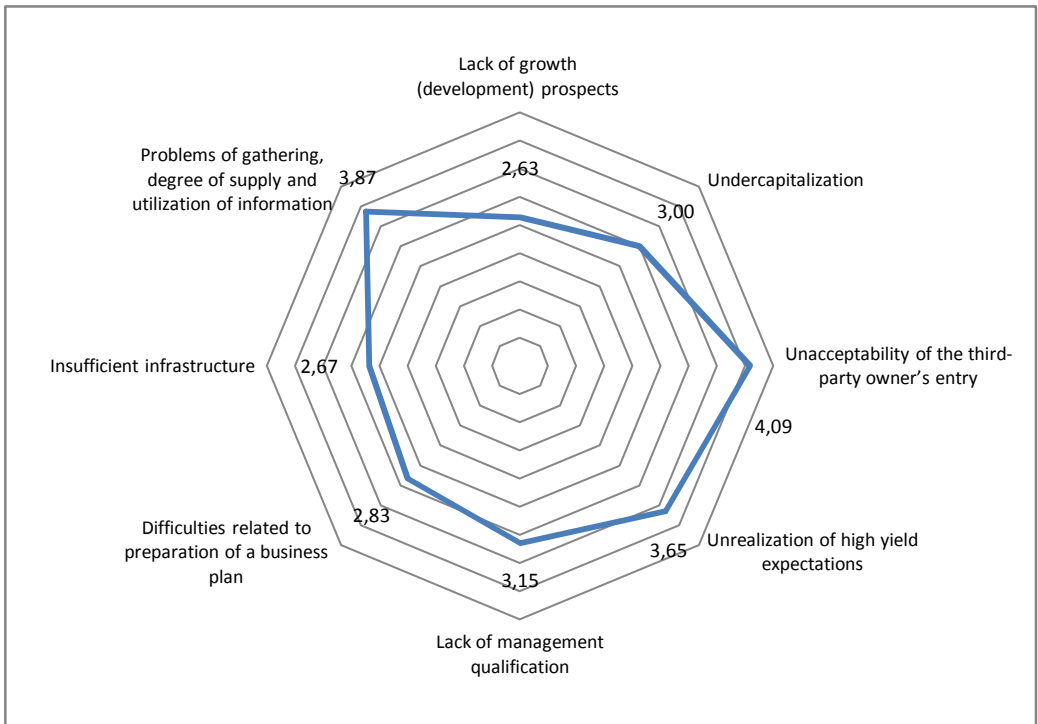 Lack of growth
(development) prospects
2,63
Undercapitalization
3,00
Unacceptability of the third-
party owner’s entry
4,09
Unrealization of high yield
expectations
3,65
Lack of management
qualification
3,15
Difficulties related to
preparation of a business
plan
2,83
Insufficient infrastructure
2,67
Problems of gathering,
degree of supply and
utilization of information
3,87